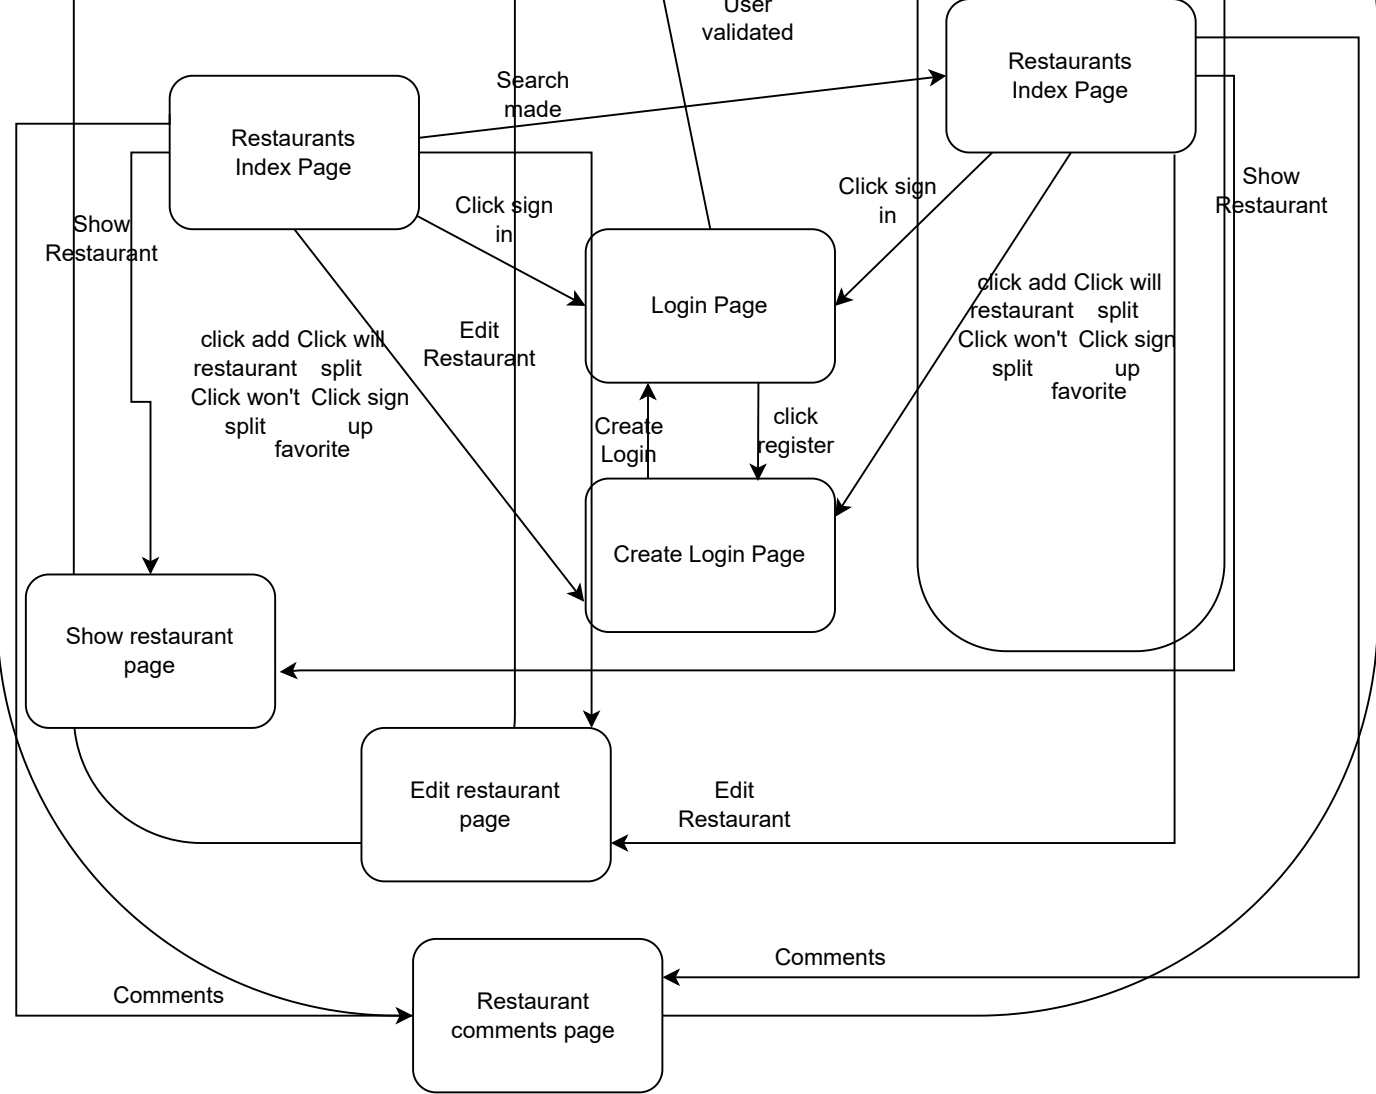 User
validated
Restaurants
Index Page
Search
made
Restaurants
Index Page
Show
Restaurant
Click sign
in
Click sign
in
Show
Restaurant
Login Page
click add Click will
restaurant split
Click won't Click sign
split up
favorite
click add Click will
restaurant split
Click won't Click sign
split up
favorite
Edit
Restaurant
Create
Login
click
register
Create Login Page
Show restaurant
page
Edit restaurant
page
Edit
Restaurant
Comments
Comments
Restaurant
comments page